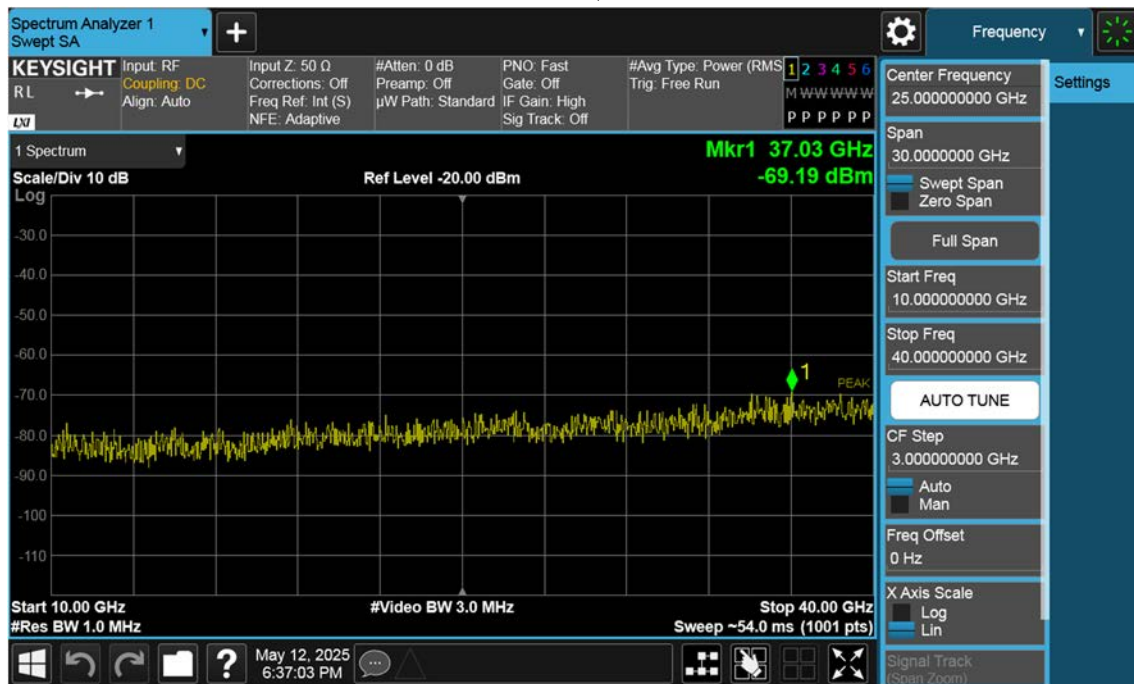 Spectrum Analyzer 1
Swept SA
+
Frequency
KEYSIGHT
RL
LXI
Input: RF
Coupling: DC
Align: Auto
Input Z: 50 Ω
Corrections: Off
Freq Ref: Int (S)
NFE: Adaptive
#Atten: 0 dB
Preamp: Off
µW Path: Standard
PNO: Fast
Gate: Off
IF Gain: High
Sig Track: Off
#Avg Type: Power (RMS
Trig: Free Run
1 2 3 4 5 6
M W W W W W
P P P P P P
1 Spectrum
Scale/Div 10 dB
Ref Level -20.00 dBm
Mkr1 37.03 GHz
-69.19 dBm
Log
-30.0
-40.0
-50.0
-60.0
-70.0
-80.0
-90.0
-100
-110
1
PEAK
Start 10.00 GHz
#Video BW 3.0 MHz
Stop 40.00 GHz
#Res BW 1.0 MHz
Sweep ~54.0 ms (1001 pts)
?
May 12, 2025
6:37:03 PM
Center Frequency
25.000000000 GHz
Settings
Span
30.0000000 GHz
Swept Span
Zero Span
Full Span
Start Freq
10.000000000 GHz
Stop Freq
40.000000000 GHz
AUTO TUNE
CF Step
3.000000000 GHz
Auto
Man
Freq Offset
0 Hz
X Axis Scale
Log
Lin
Signal Track
(Span Zoom)